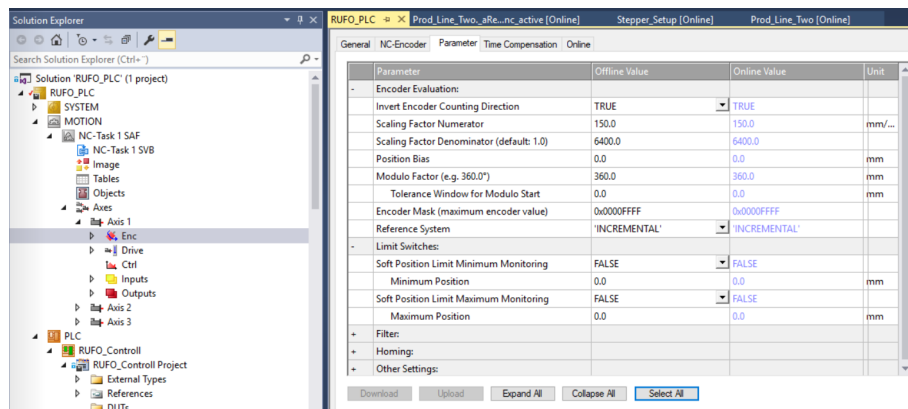 Solution Explorer
Search Solution Explorer (Ctrl+¨)
Solution 'RUFO_PLC' (1 project)
RUFO_PLC
SYSTEM
MOTION
NC-Task 1 SAF
NC-Task 1 SVB
Image
Tables
Objects
Axes
Axis 1
Enc
Drive
Ctrl
Inputs
Outputs
Axis 2
Axis 3
PLC
RUFO_Controll
RUFO_Controll Project
External Types
References
DUTs
RUFO_PLC Prod_Line_Two._aRe...nc_active [Online] Stepper_Setup [Online] Prod_Line_Two [Online]
General NC-Encoder Parameter Time Compensation Online
Parameter Offline Value Online Value Unit
- Encoder Evaluation:
Invert Encoder Counting Direction TRUE TRUE
Scaling Factor Numerator 150.0 150.0 mm/...
Scaling Factor Denominator (default: 1.0) 6400.0 6400.0
Position Bias 0.0 0.0 mm
Modulo Factor (e.g. 360.0°) 360.0 360.0 mm
Tolerance Window for Modulo Start 0.0 0.0 mm
Encoder Mask (maximum encoder value) 0x0000FFFF 0x0000FFFF
Reference System 'INCREMENTAL' 'INCREMENTAL'
- Limit Switches:
Soft Position Limit Minimum Monitoring FALSE FALSE
Minimum Position 0.0 0.0 mm
Soft Position Limit Maximum Monitoring FALSE FALSE
Maximum Position 0.0 0.0 mm
+ Filter:
+ Homing:
+ Other Settings:
Download Upload Expand All Collapse All Select All